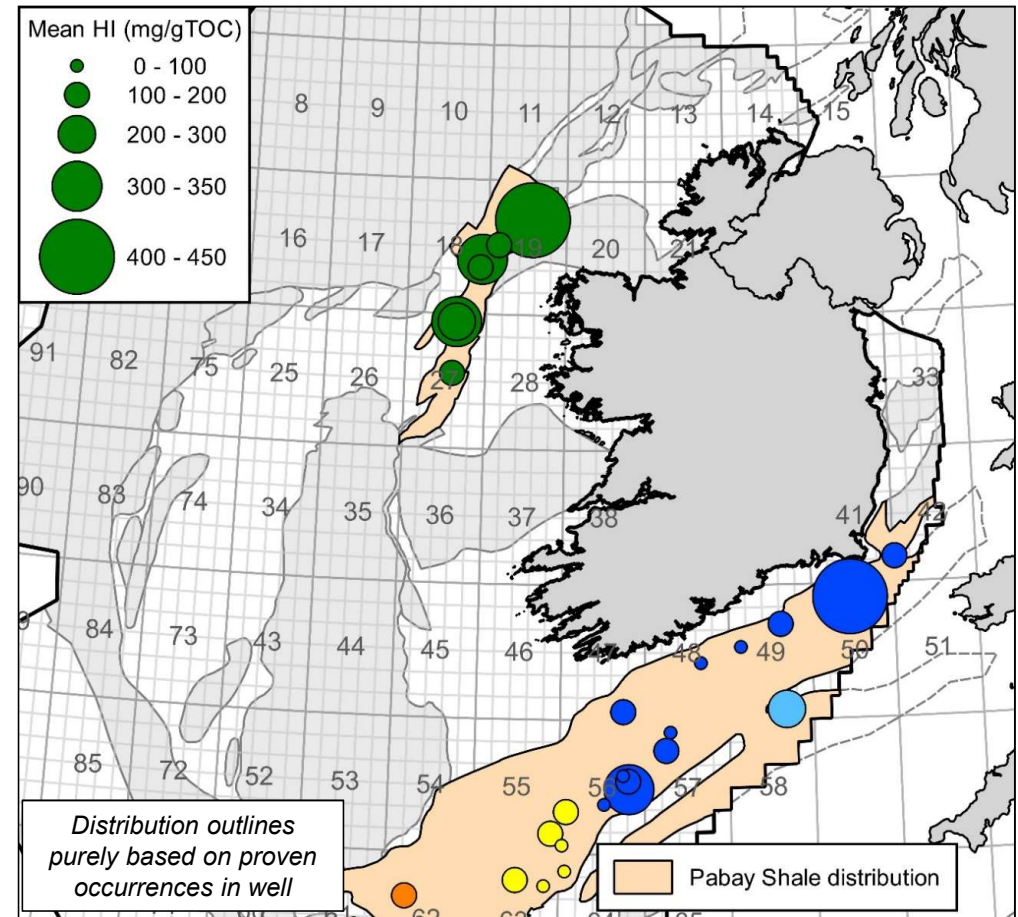 Mean HI (mg/gTOC)
0 - 100
100 - 200
200 - 300
300 - 350
400 - 450
8 9 10 11 12 13 14 15
16 17 18 19 20 21
91 82 75 25 26 27 28 33
90 83 74 34 35 36 37 38 41 42
84 73 43 44 45 46 47 48 49 50 51
85 72 52 53 54 55 56 57 58
62
Distribution outlines
purely based on proven
occurrences in well
Pabay Shale distribution